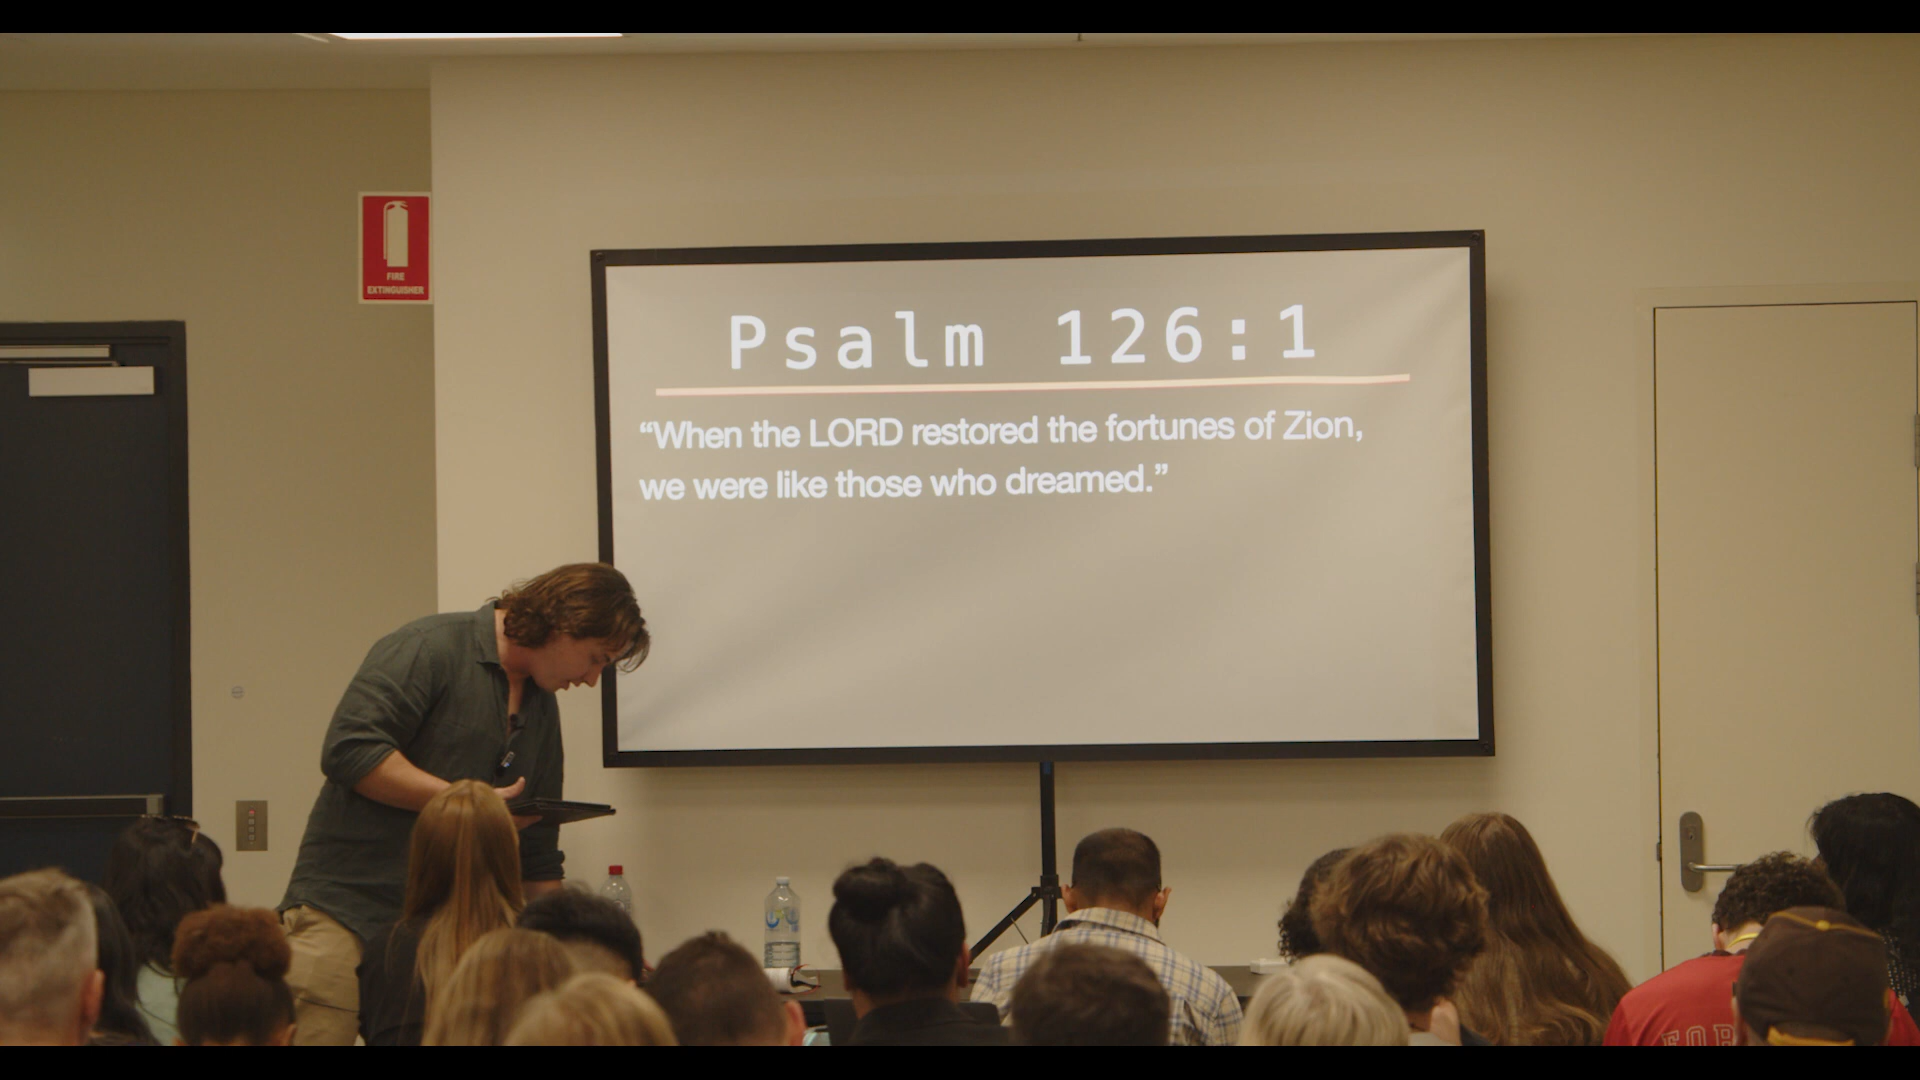 FIRE
EXTINGUISHER
Psalm 126:1
“When the LORD restored the fortunes of Zion,
we were like those who dreamed.”